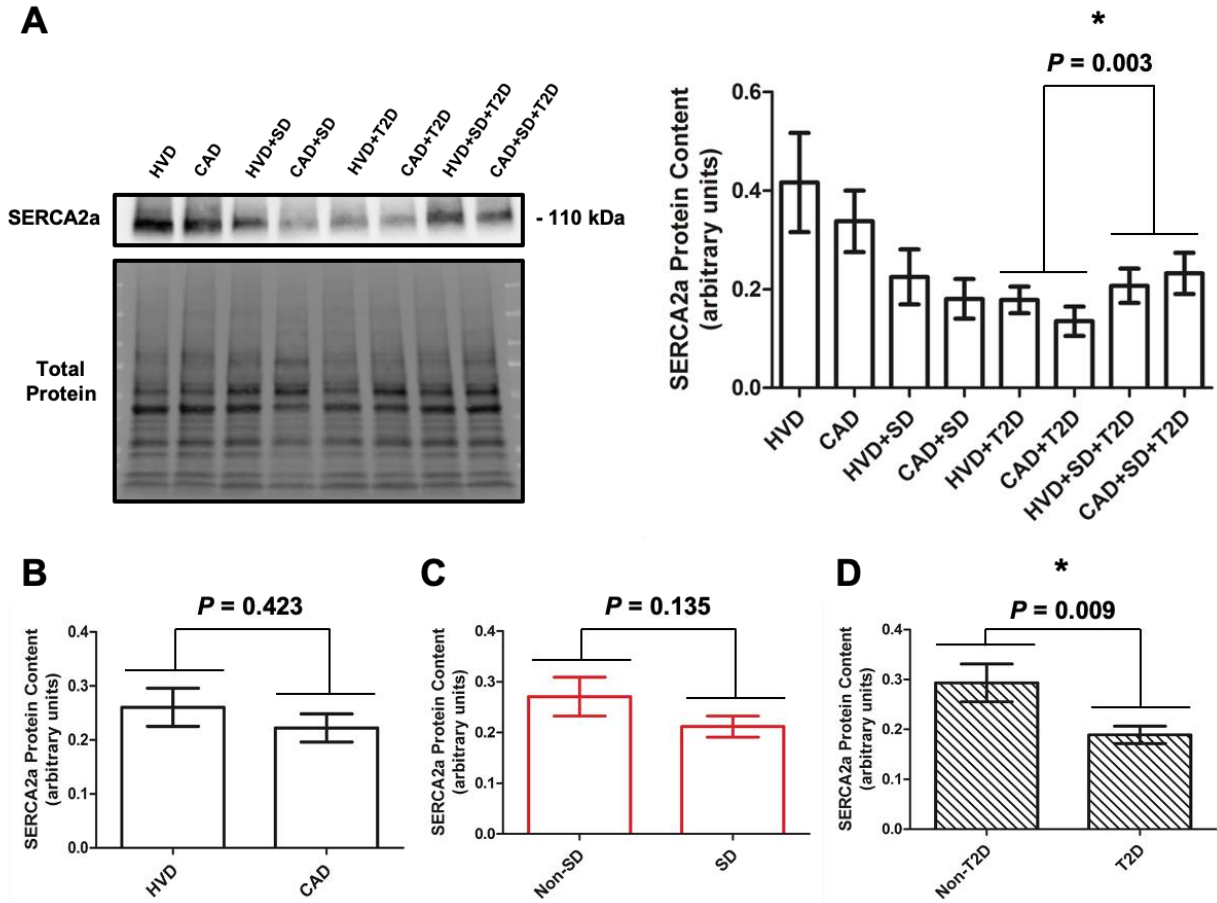 A
HVD
CAD
HVD+SD
CAD+SD
HVD+T2D
CAD+T2D
HVD+SD+T2D
CAD+SD+T2D
SERCA2a
- 110 kDa
Total
Protein
*
P = 0.003
SERCA2a Protein Content
(arbitrary units)
0.6
0.4
0.2
0.0
HVD
CAD
HVD+SD
CAD+SD
HVD+T2D
CAD+T2D
HVD+SD+T2D
CAD+SD+T2D
B
P = 0.423
SERCA2a Protein Content
(arbitrary units)
0.4
0.3
0.2
0.1
0.0
HVD
CAD
C
P = 0.135
SERCA2a Protein Content
(arbitrary units)
0.4
0.3
0.2
0.1
0.0
Non-SD
SD
D
*
P = 0.009
SERCA2a Protein Content
(arbitrary units)
0.4
0.3
0.2
0.1
0.0
Non-T2D
T2D